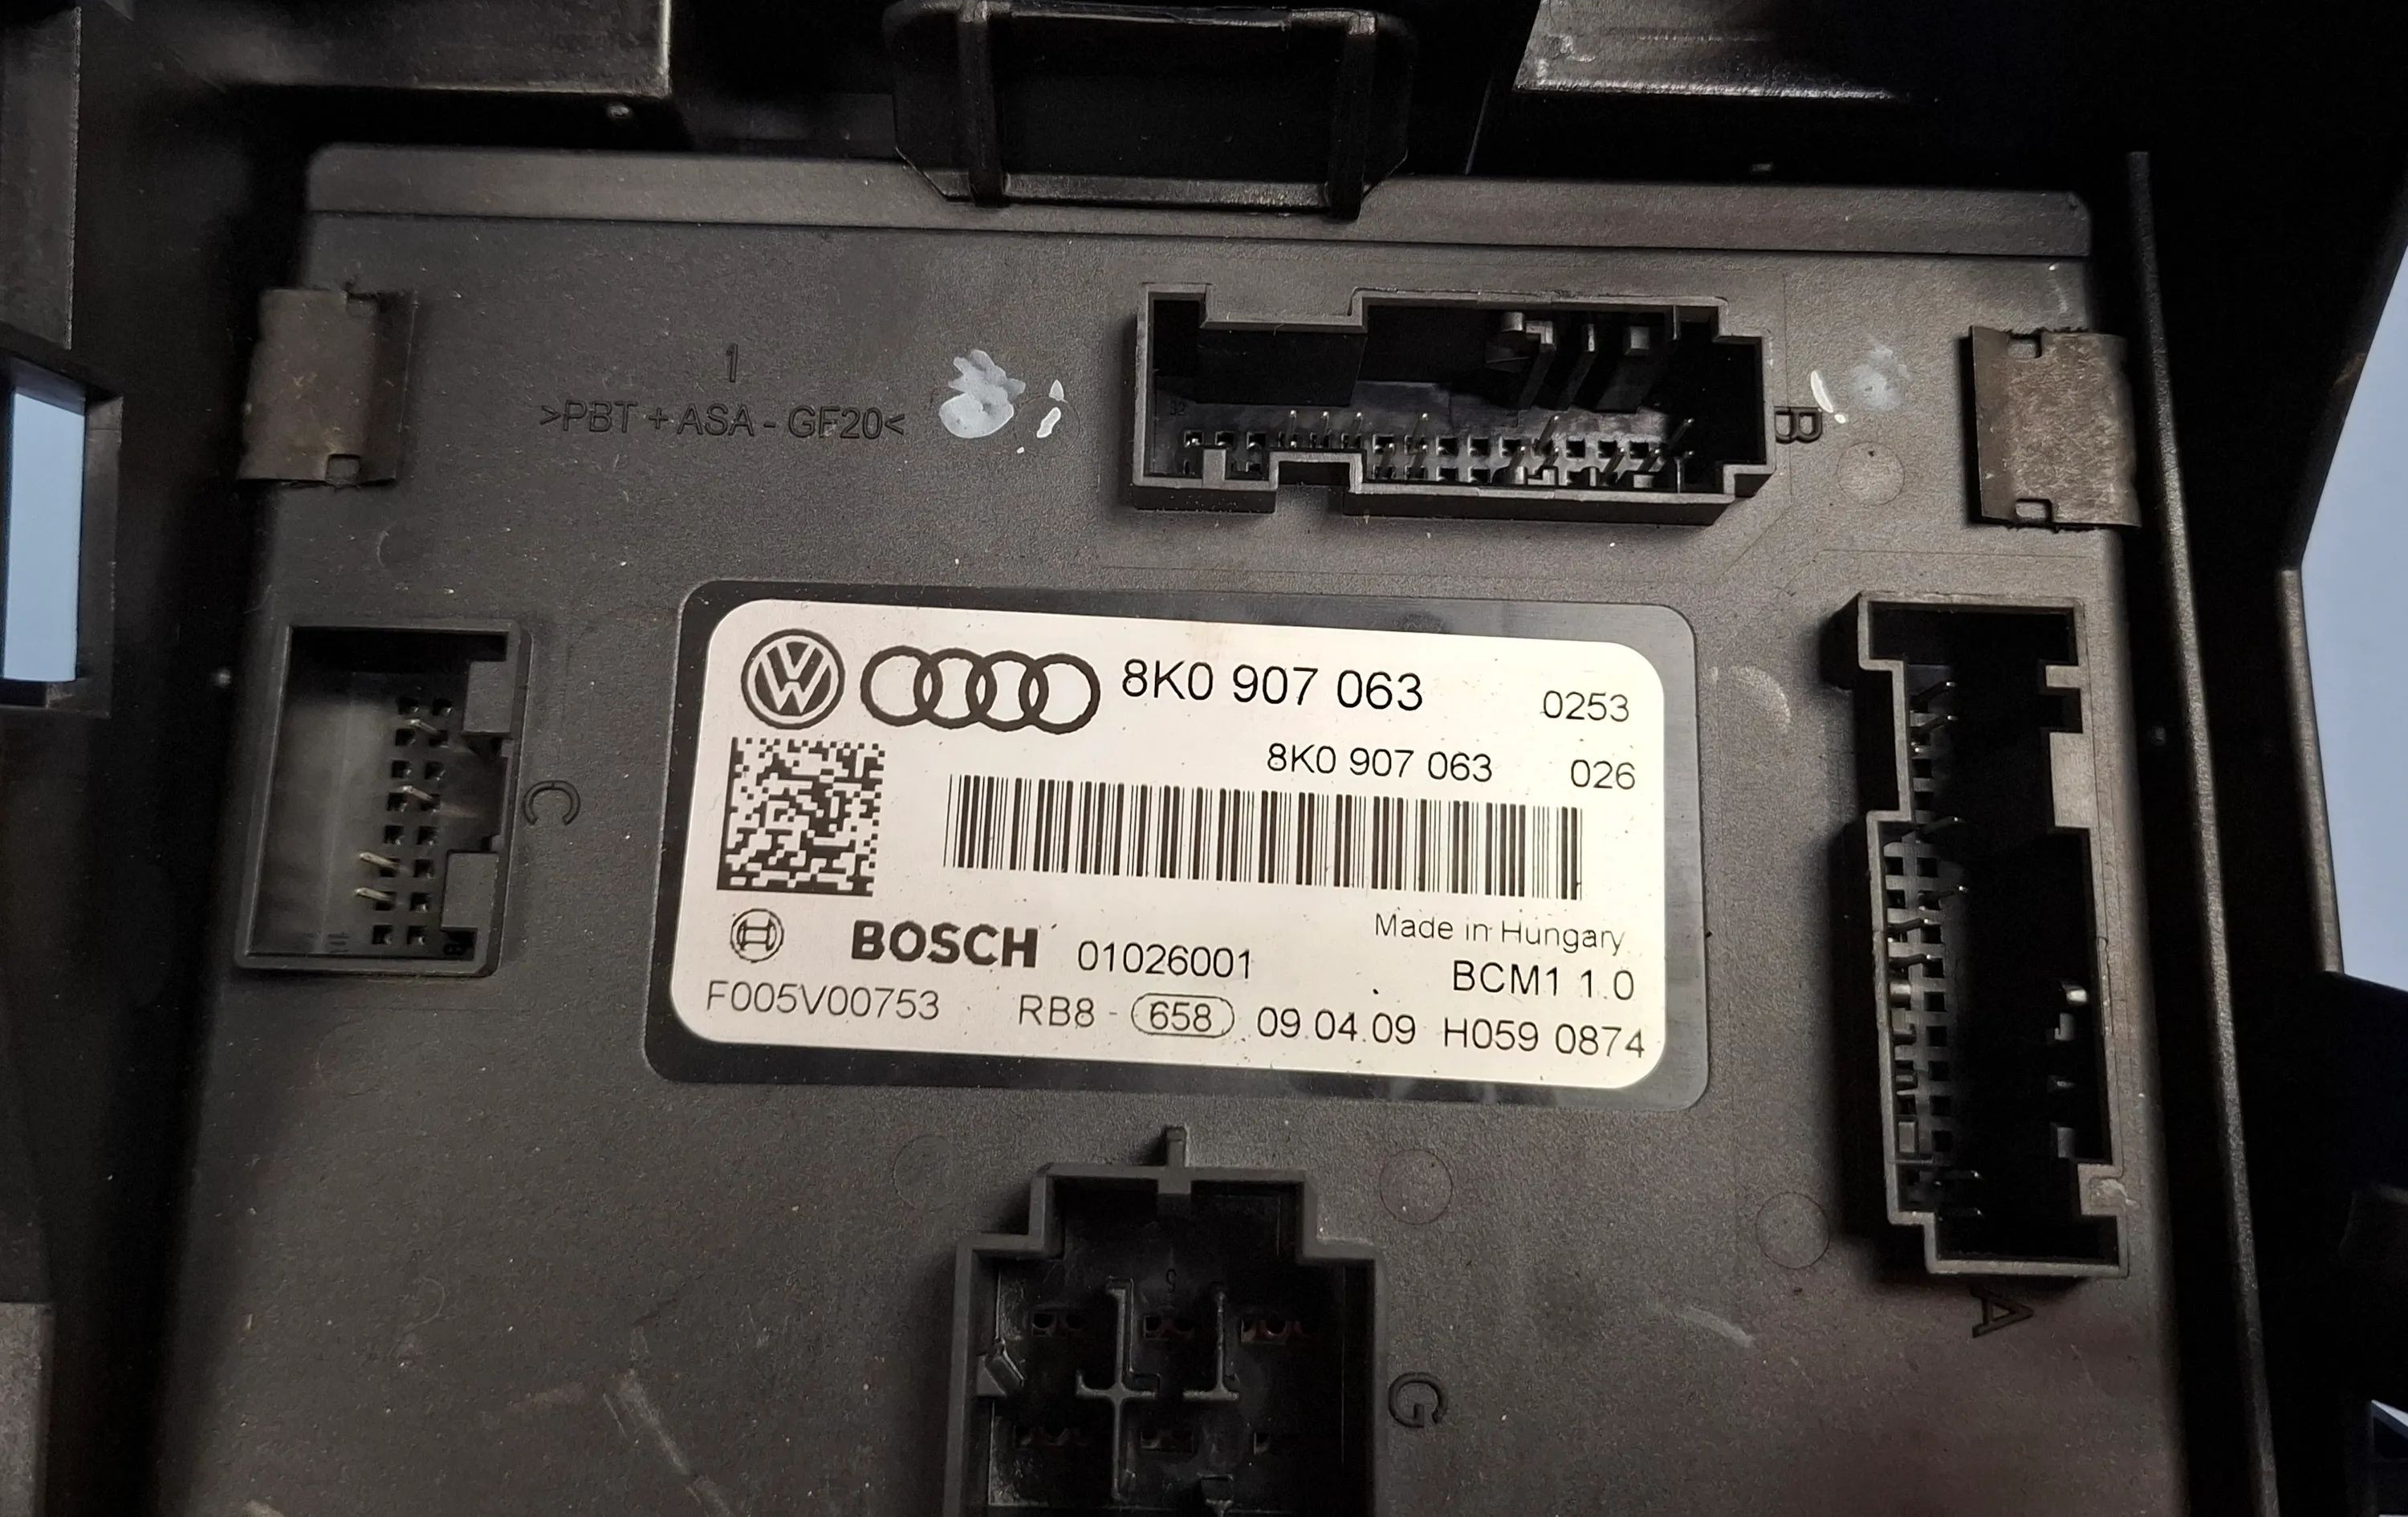 1
>PBT + ASA - GF20<
B
8K0 907 063 0253
8K0 907 063 026
C
Made in Hungary
BOSCH 01026001 BCM1 1.0
F005V00753 RB8 - 658 09.04.09 H059 0874
A
G